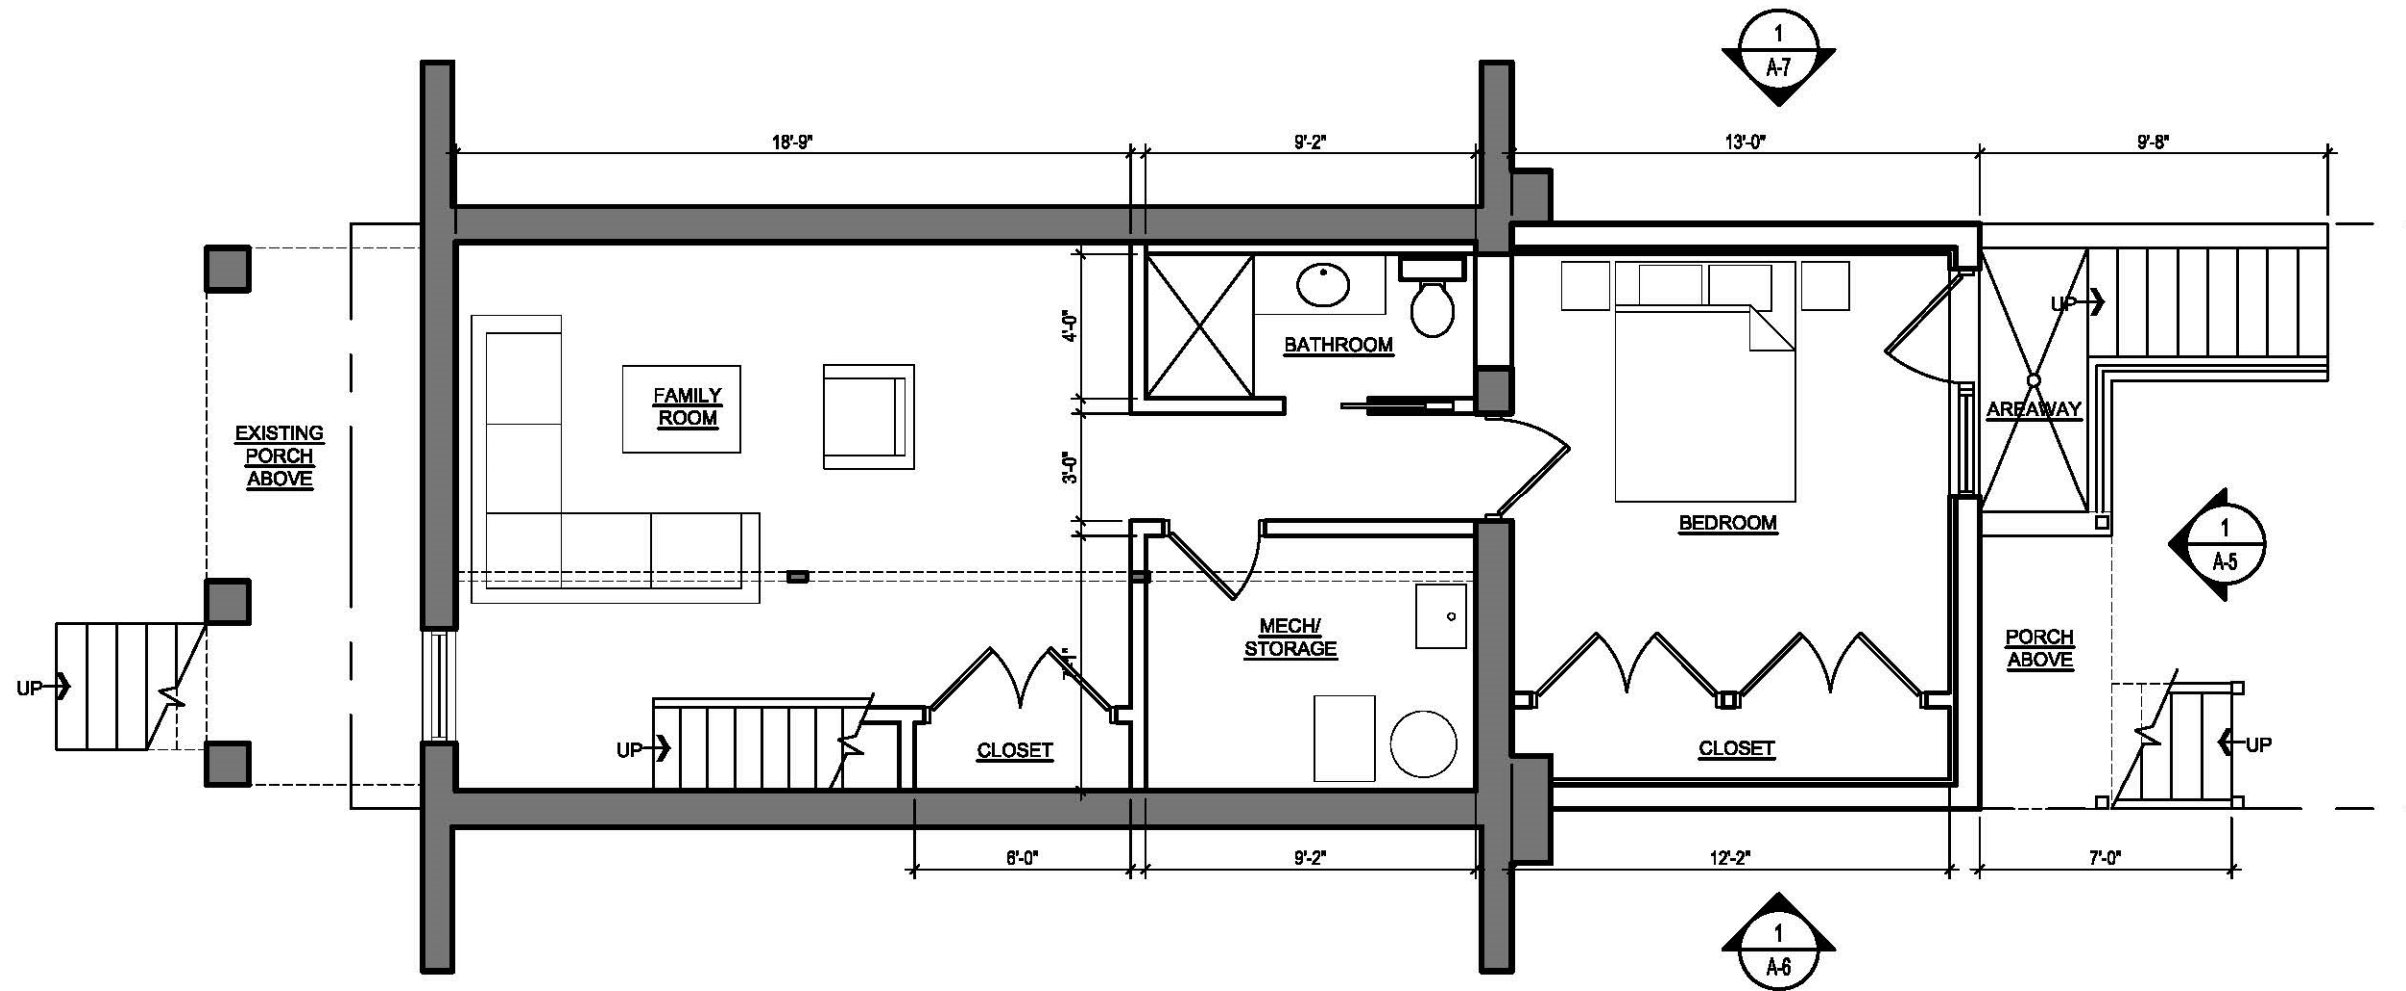 1
A-7
18'-9"
9'-2"
13'-0"
9'-8"
4'-0"
BATHROOM
UP
FAMILY
ROOM
AREAWAY
EXISTING
PORCH
ABOVE
3'-0"
BEDROOM
1
A-5
MECH/
STORAGE
PORCH
ABOVE
UP
UP
CLOSET
CLOSET
UP
6'-0"
9'-2"
12'-2"
7'-0"
1
A-6